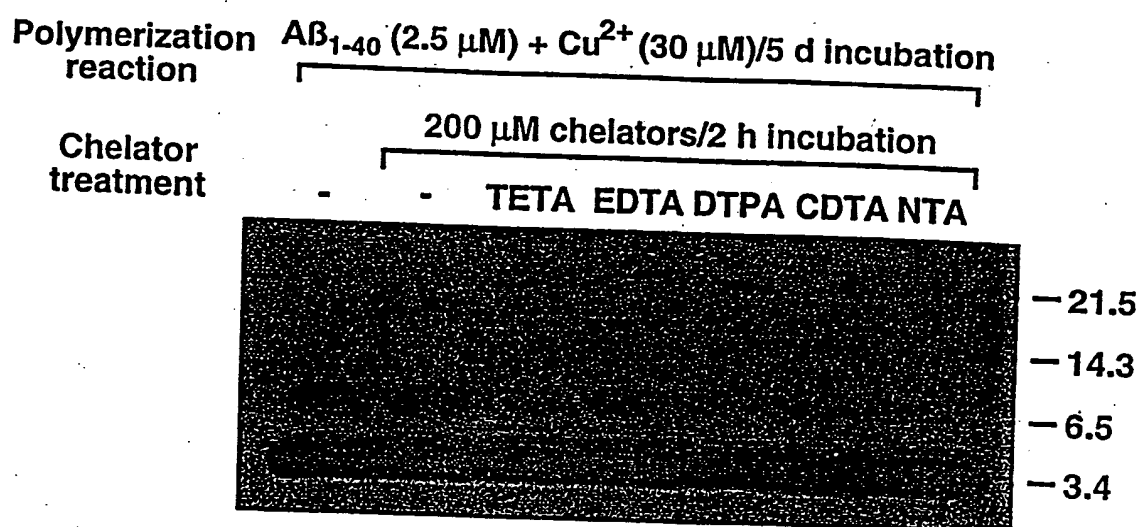 Polymerization reaction
Aß₁₋₄₀ (2.5 µM) + Cu²⁺ (30 µM)/5 d incubation
Chelator treatment
200 µM chelators/2 h incubation
- - TETA EDTA DTPA CDTA NTA
21.5
14.3
6.5
3.4